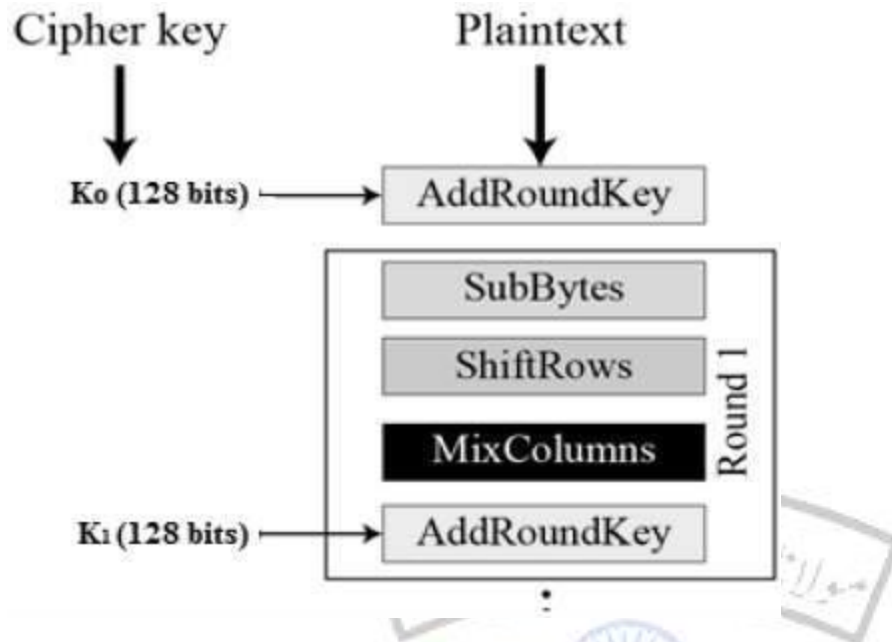 Cipher key
Plaintext
K0 (128 bits)
AddRoundKey
SubBytes
ShiftRows
MixColumns
Round 1
K1 (128 bits)
AddRoundKey